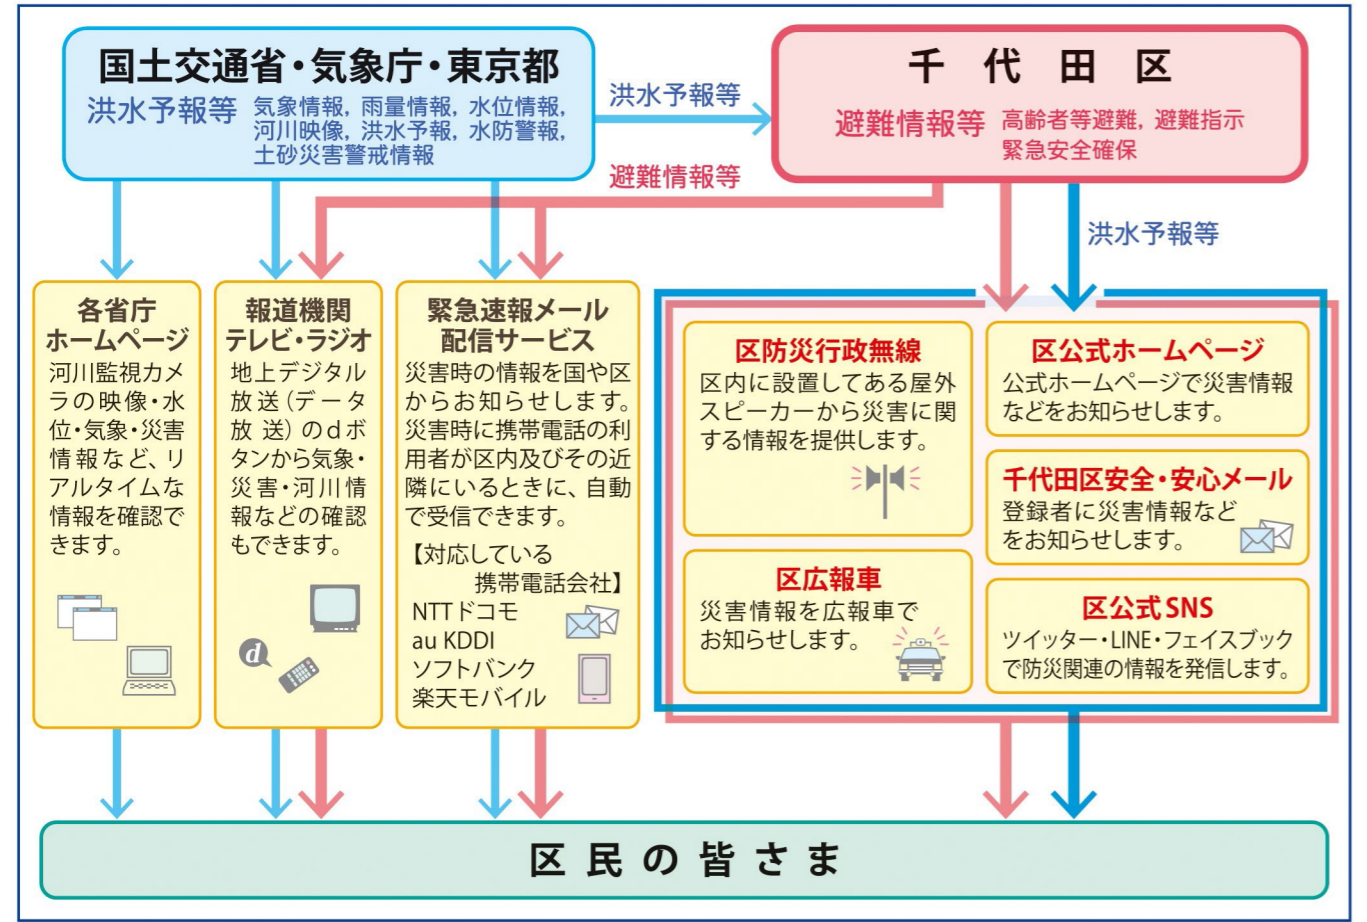 国土交通省・気象庁・東京都
洪水予報等
気象情報, 雨量情報, 水位情報,
河川映像, 洪水予報, 水防警報,
土砂災害警戒情報
洪水予報等
千代田区
避難情報等
高齢者等避難, 避難指示
緊急安全確保
避難情報等
洪水予報等
各省庁
ホームページ
河川監視カメ
ラの映像・水
位・気象・災害
情報など、リ
アルタイムな
情報を確認で
きます。
報道機関
テレビ・ラジオ
地上デジタル
放送(データ
放送)のdボ
タンから気象・
災害・河川情
報などの確認
もできます。
d
緊急速報メール
配信サービス
災害時の情報を国や区
からお知らせします。
災害時に携帯電話の利
用者が区内及びその近
隣にいるときに、自動
で受信できます。
【対応している
携帯電話会社】
NTTドコモ
au KDDI
ソフトバンク
楽天モバイル
区防災行政無線
区内に設置してある屋外
スピーカーから災害に関
する情報を提供します。
区広報車
災害情報を広報車で
お知らせします。
区公式ホームページ
公式ホームページで災害情報
などをお知らせします。
千代田区安全・安心メール
登録者に災害情報など
をお知らせします。
区公式SNS
ツイッター・LINE・フェイスブック
で防災関連の情報を発信します。
区民の皆さま